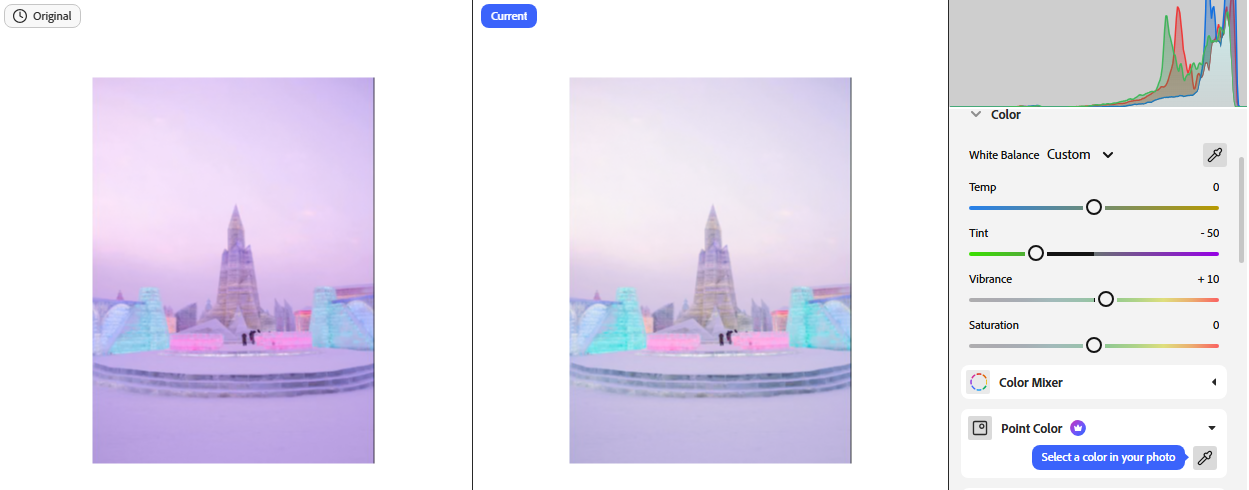 Original
Current
Color
White Balance Custom
Temp 0
Tint - 50
Vibrance + 10
Saturation 0
Color Mixer
Point Color
Select a color in your photo